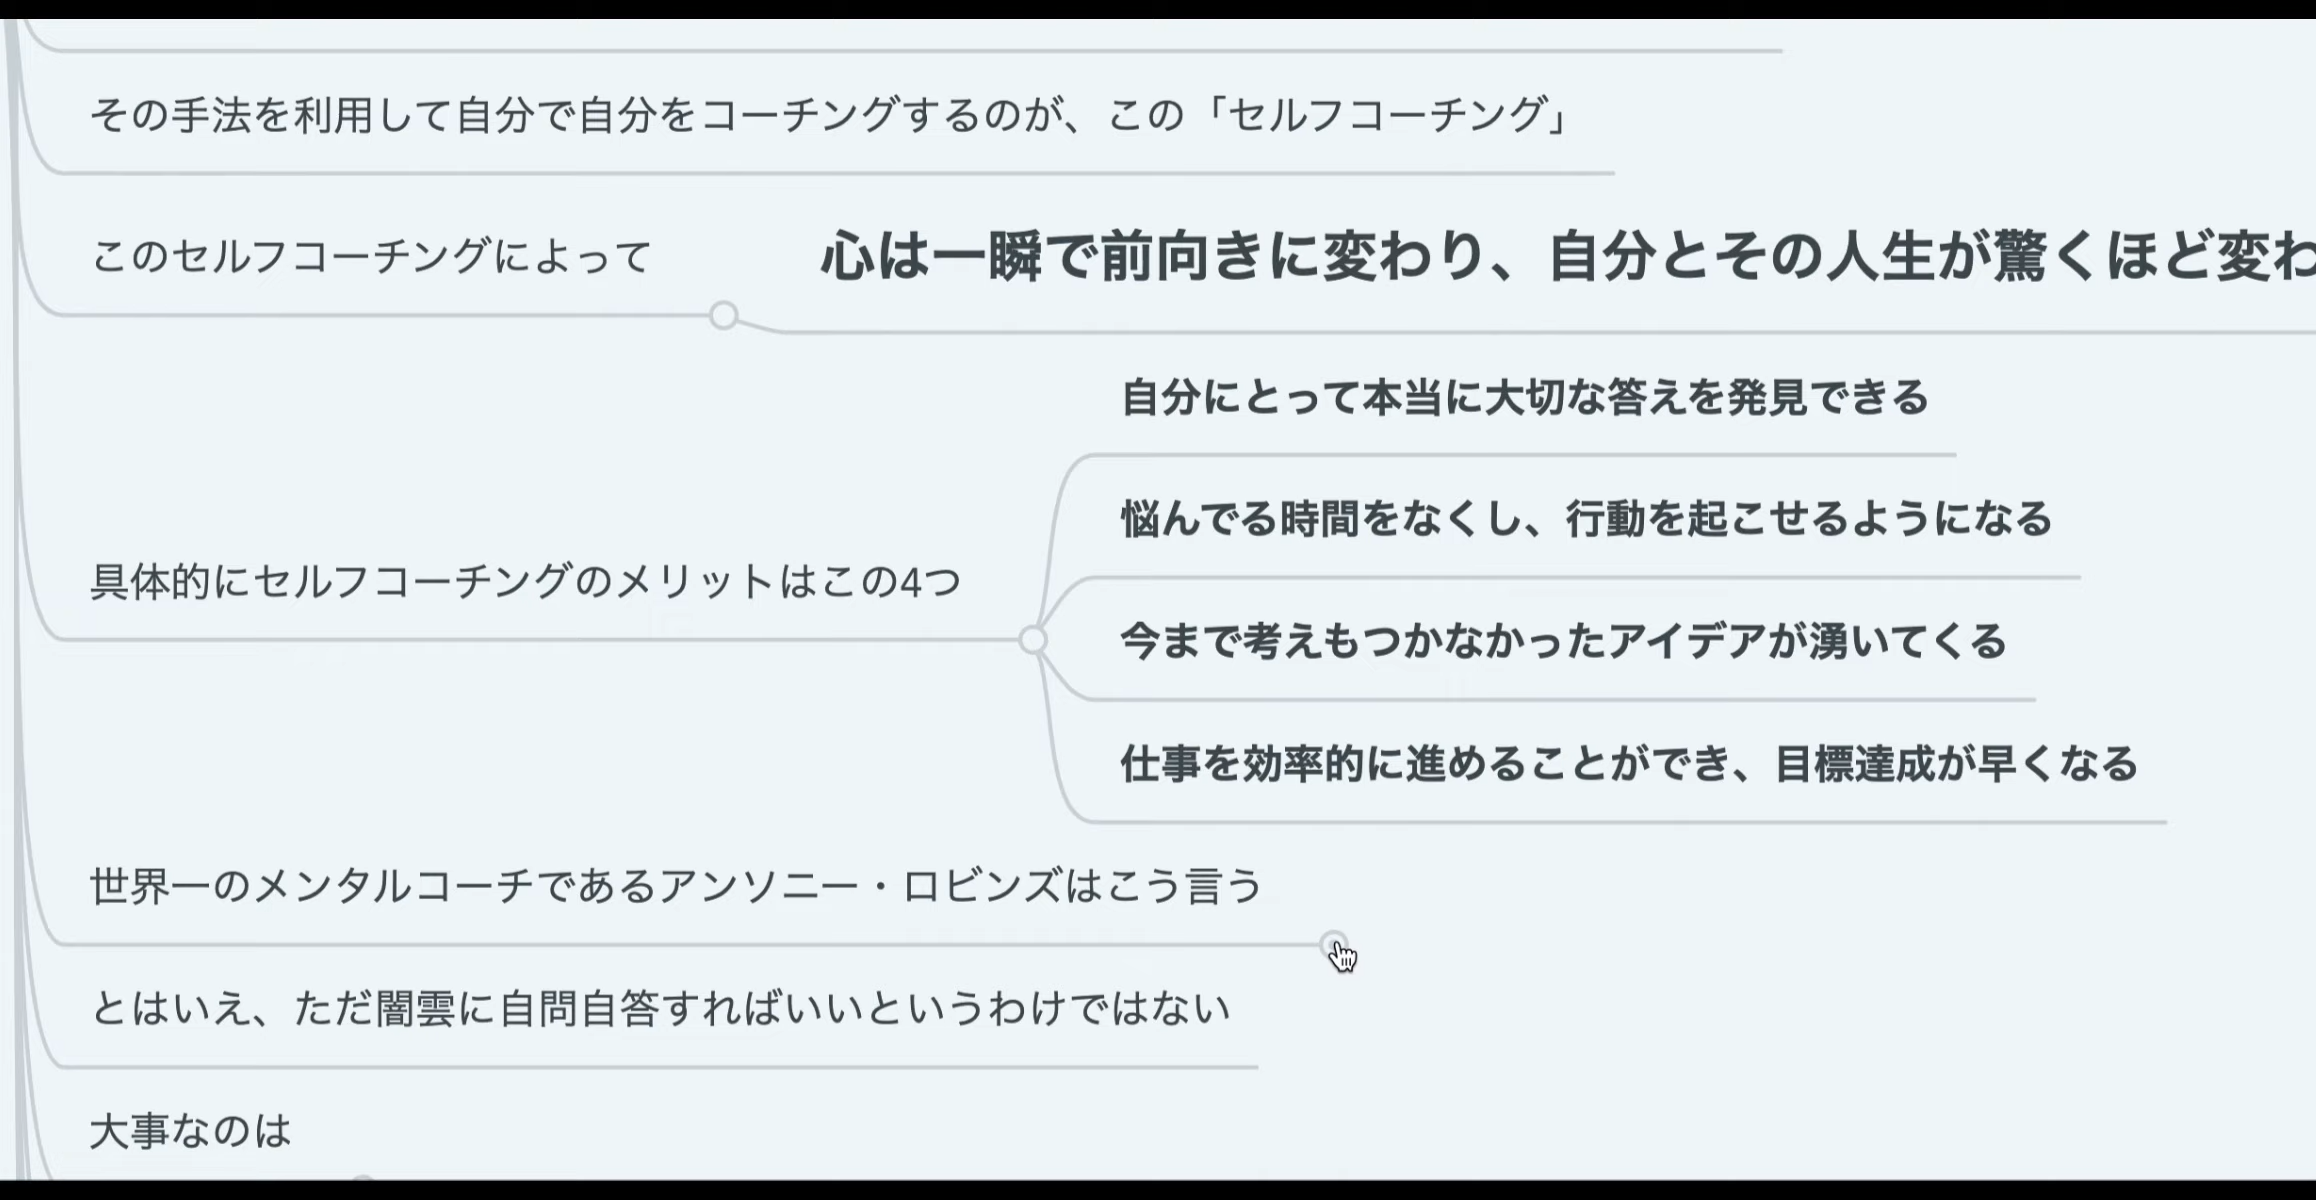 その手法を利用して自分で自分をコーチングするのが、この「セルフコーチング」
このセルフコーチングによって
心は一瞬で前向きに変わり、自分とその人生が驚くほど変わ
自分にとって本当に大切な答えを発見できる
悩んでる時間をなくし、行動を起こせるようになる
具体的にセルフコーチングのメリットはこの4つ
今まで考えもつかなかったアイデアが湧いてくる
仕事を効率的に進めることができ、目標達成が早くなる
世界一のメンタルコーチであるアンソニー・ロビンズはこう言う
とはいえ、ただ闇雲に自問自答すればいいというわけではない
大事なのは